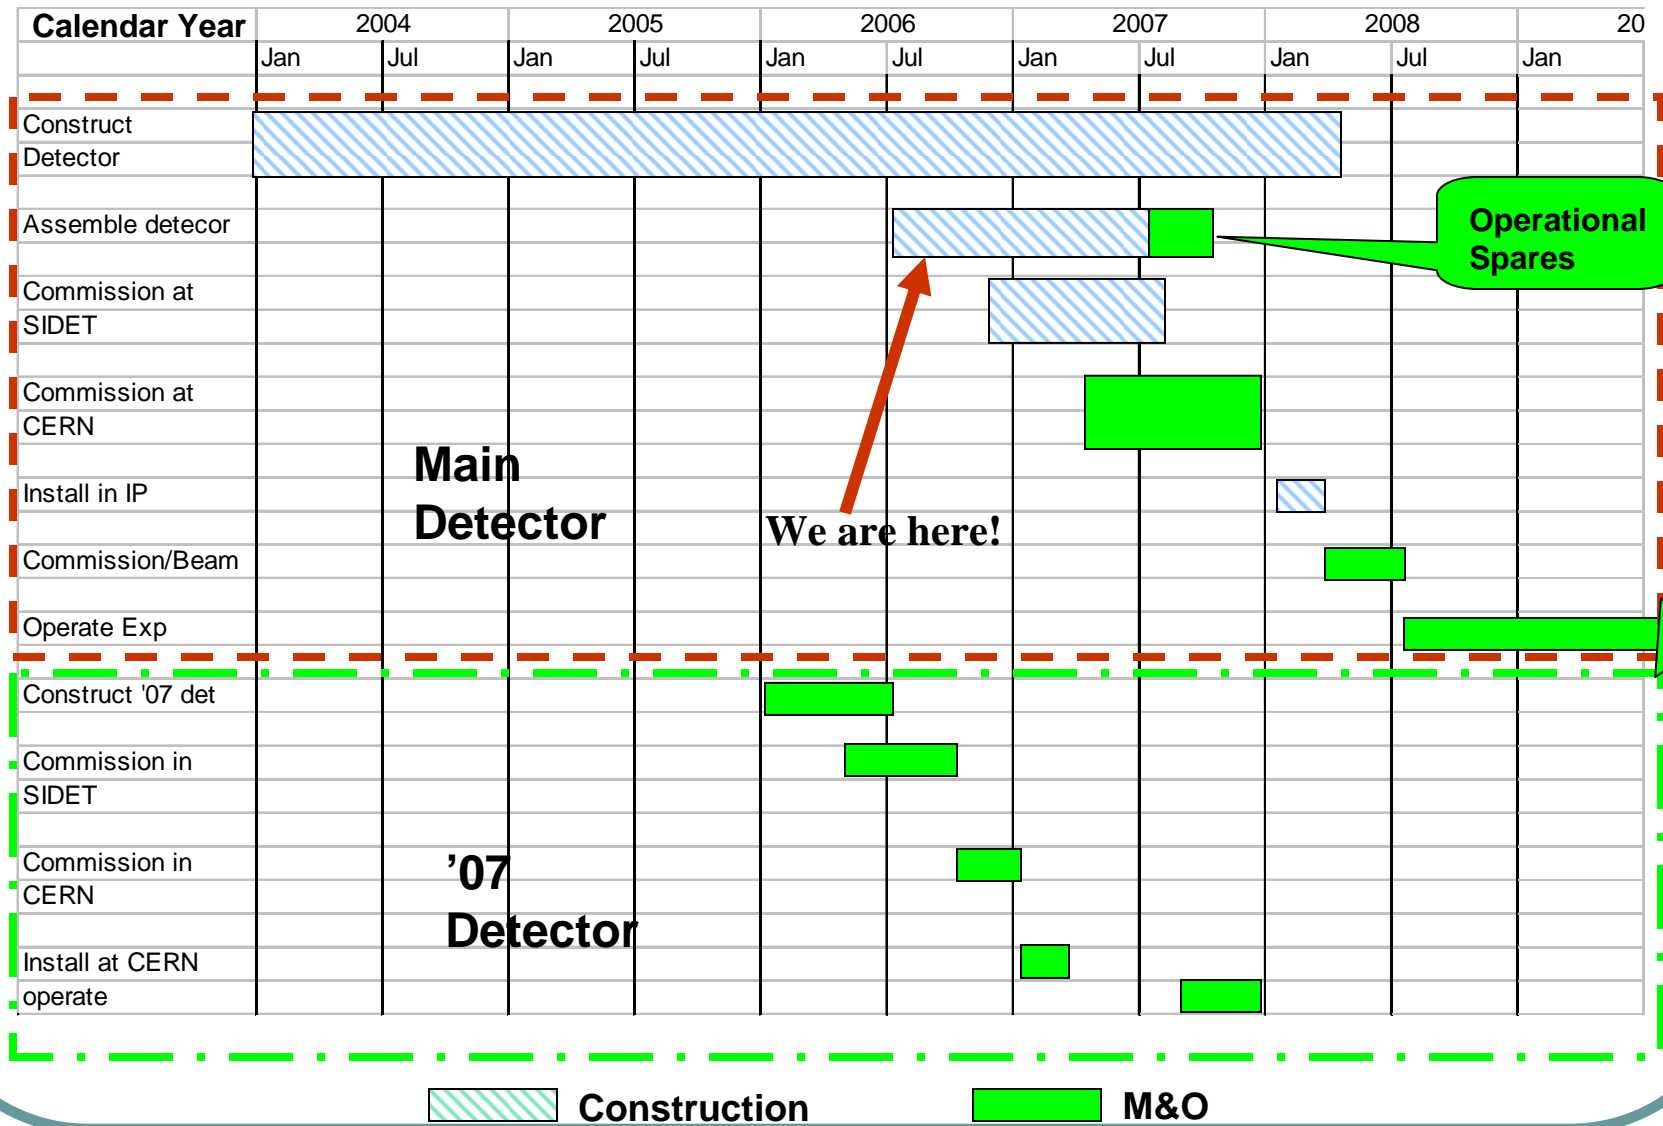 Calendar Year 2004 2005 2006 2007 2008 20
Jan Jul Jan Jul Jan Jul Jan Jul Jan Jul Jan
Construct
Detector
Assemble detecor
Operational
Spares
Commission at
SIDET
Commission at
CERN
Main
Detector
Install in IP
We are here!
Commission/Beam
Operate Exp
Construct '07 det
Commission in
SIDET
Commission in
CERN
’07
Detector
Install at CERN
operate
Construction M&O